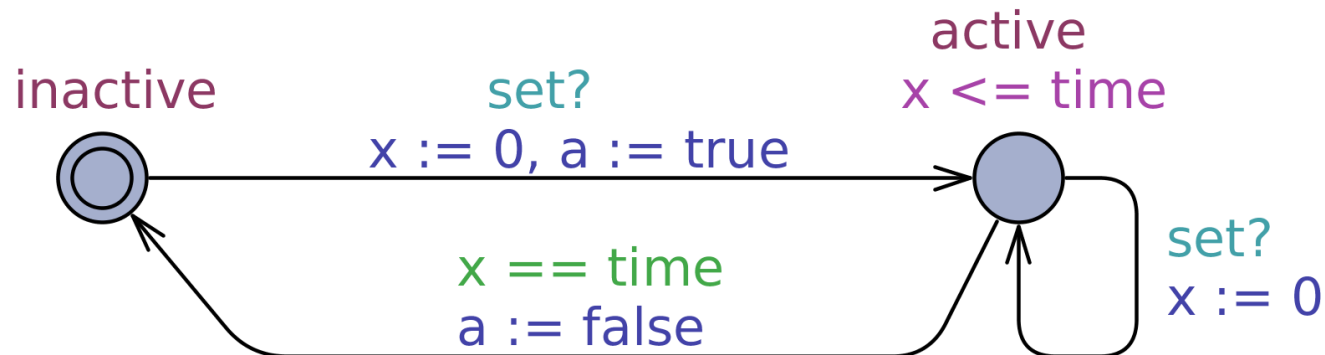 active
inactive
set?
x <= time
x := 0, a := true
set?
x == time
x := 0
a := false